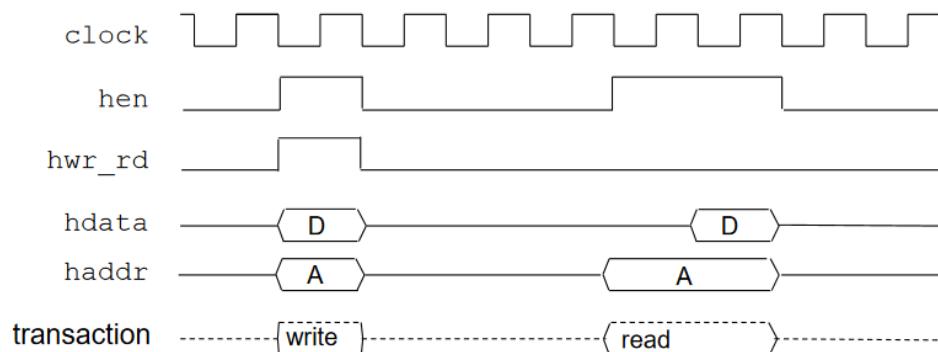 clock
hen
hwr_rd
hdata D D
haddr A A
transaction write read